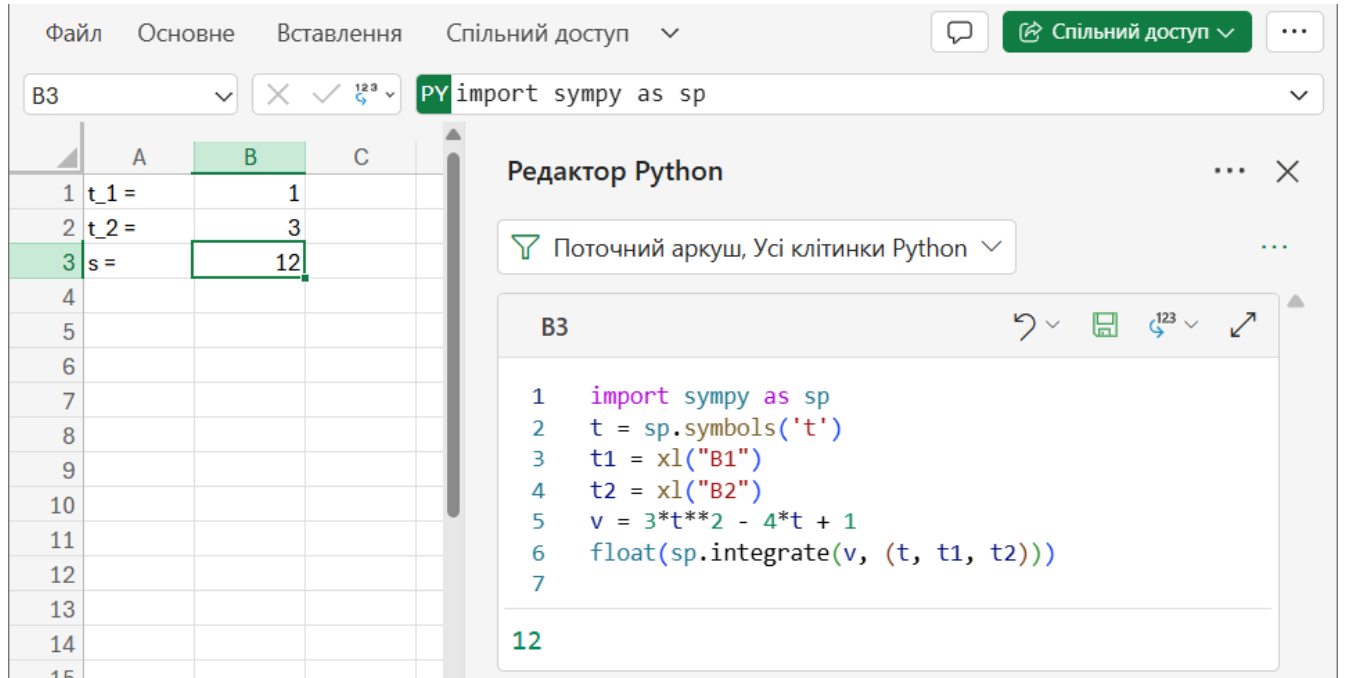 Файл Основне Вставлення Спільний доступ Спільний доступ ...
B3 123 PY import sympy as sp
A B C
1 t_1 = 1
2 t_2 = 3
3 s = 12
4
5
6
7
8
9
10
11
12
13
14
15
Редактор Python ...
Поточний аркуш, Усі клітинки Python ...
B3 123
1 import sympy as sp
2 t = sp.symbols('t')
3 t1 = xl("B1")
4 t2 = xl("B2")
5 v = 3*t**2 - 4*t + 1
6 float(sp.integrate(v, (t, t1, t2)))
7
12